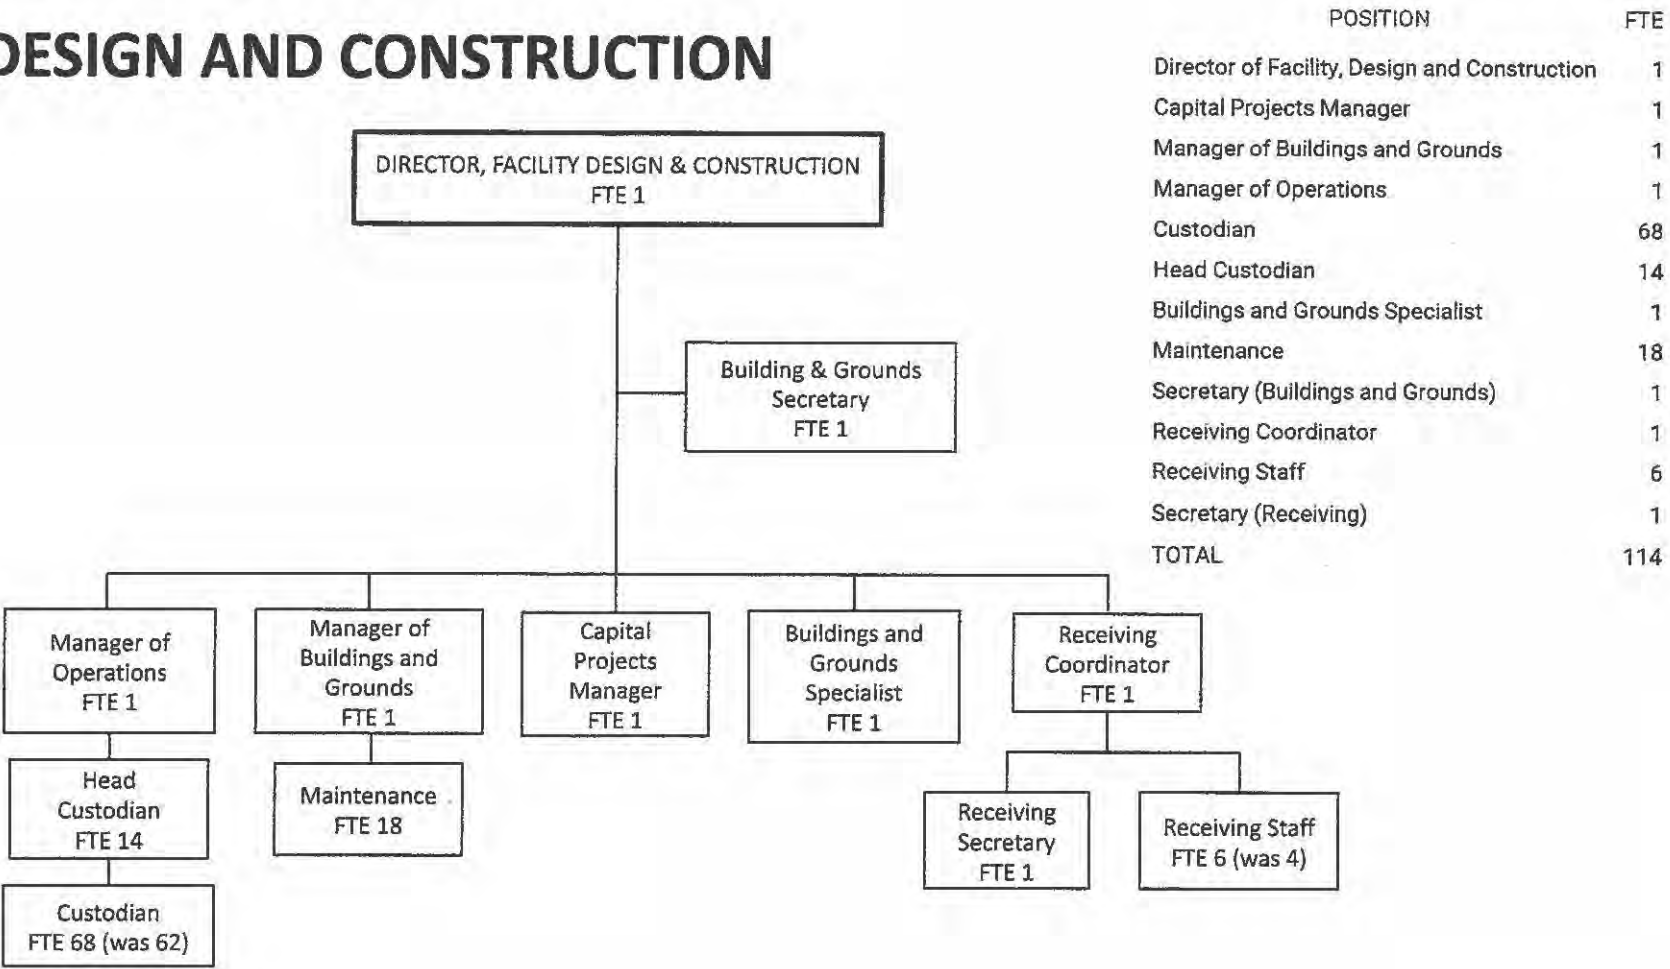 DESIGN AND CONSTRUCTION
POSITION FTE
Director of Facility, Design and Construction 1
Capital Projects Manager 1
Manager of Buildings and Grounds 1
Manager of Operations 1
Custodian 68
Head Custodian 14
Buildings and Grounds Specialist 1
Maintenance 18
Secretary (Buildings and Grounds) 1
Receiving Coordinator 1
Receiving Staff 6
Secretary (Receiving) 1
TOTAL 114
DIRECTOR, FACILITY DESIGN & CONSTRUCTION
FTE 1
Building & Grounds
Secretary
FTE 1
Manager of
Operations
FTE 1
Manager of
Buildings and
Grounds
FTE 1
Capital
Projects
Manager
FTE 1
Buildings and
Grounds
Specialist
FTE 1
Receiving
Coordinator
FTE 1
Head
Custodian
FTE 14
Maintenance
FTE 18
Receiving
Secretary
FTE 1
Receiving Staff
FTE 6 (was 4)
Custodian
FTE 68 (was 62)